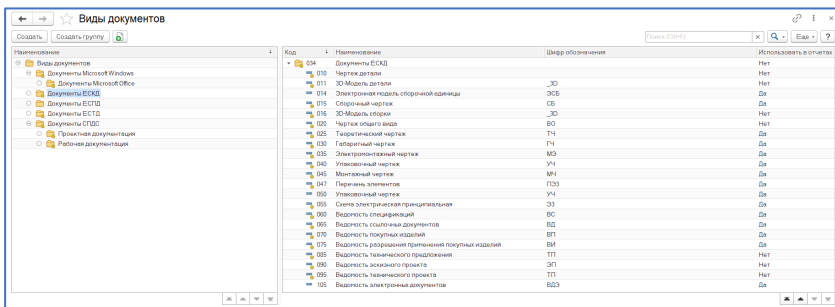 Виды документов
Создать Создать группу Поиск (Ctrl+F) Еще ?
Наименование
Виды документов
Документы Microsoft Windows
Документы Microsoft Office
Документы ЕСКД
Документы ЕСПД
Документы ЕСТД
Документы СПДС
Проектная документация
Рабочая документация
Код Наименование Шифр обозначения Использовать в отчетах
034 Документы ЕСКД Нет
010 Чертеж детали Нет
011 3D-Модель детали _3D Нет
014 Электронная модель сборочной единицы ЭСБ Да
015 Сборочный чертеж СБ Да
016 3D-Модель сборки _3D Нет
020 Чертеж общего вида ВО Нет
025 Теоретический чертеж ТЧ Да
030 Габаритный чертеж ГЧ Да
035 Электромонтажный чертеж МЭ Да
040 Упаковочный чертеж УЧ Да
045 Монтажный чертеж МЧ Да
047 Перечень элементов ПЭ3 Да
050 Упаковочный чертеж УЧ Да
055 Схема электрическая принципиальная Э3 Да
060 Ведомость спецификаций ВС Да
065 Ведомость ссылочных документов ВД Да
070 Ведомость покупных изделий ВП Да
075 Ведомость разрешения применения покупных изделий ВИ Да
085 Ведомость технического предложения ТП Нет
090 Ведомость эскизного проекта ЭП Нет
095 Ведомость технического проекта ТП Нет
105 Ведомость электронных документов ВДЭ Да